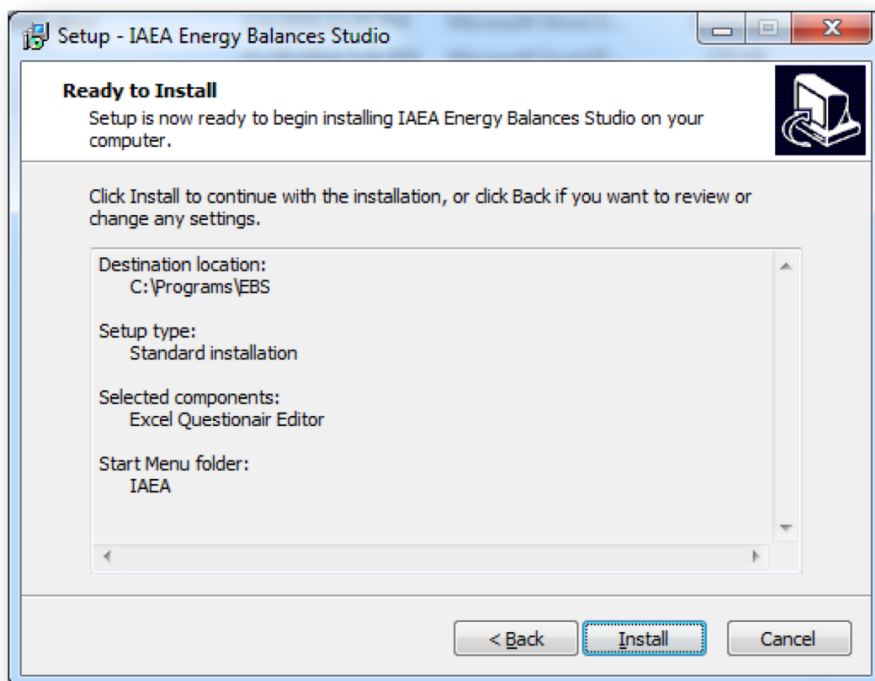 Setup - IAEA Energy Balances Studio
Ready to Install
Setup is now ready to begin installing IAEA Energy Balances Studio on your
computer.
Click Install to continue with the installation, or click Back if you want to review or
change any settings.
Destination location:
C:\Programs\EBS
Setup type:
Standard installation
Selected components:
Excel Questionair Editor
Start Menu folder:
IAEA
< Back
Install
Cancel